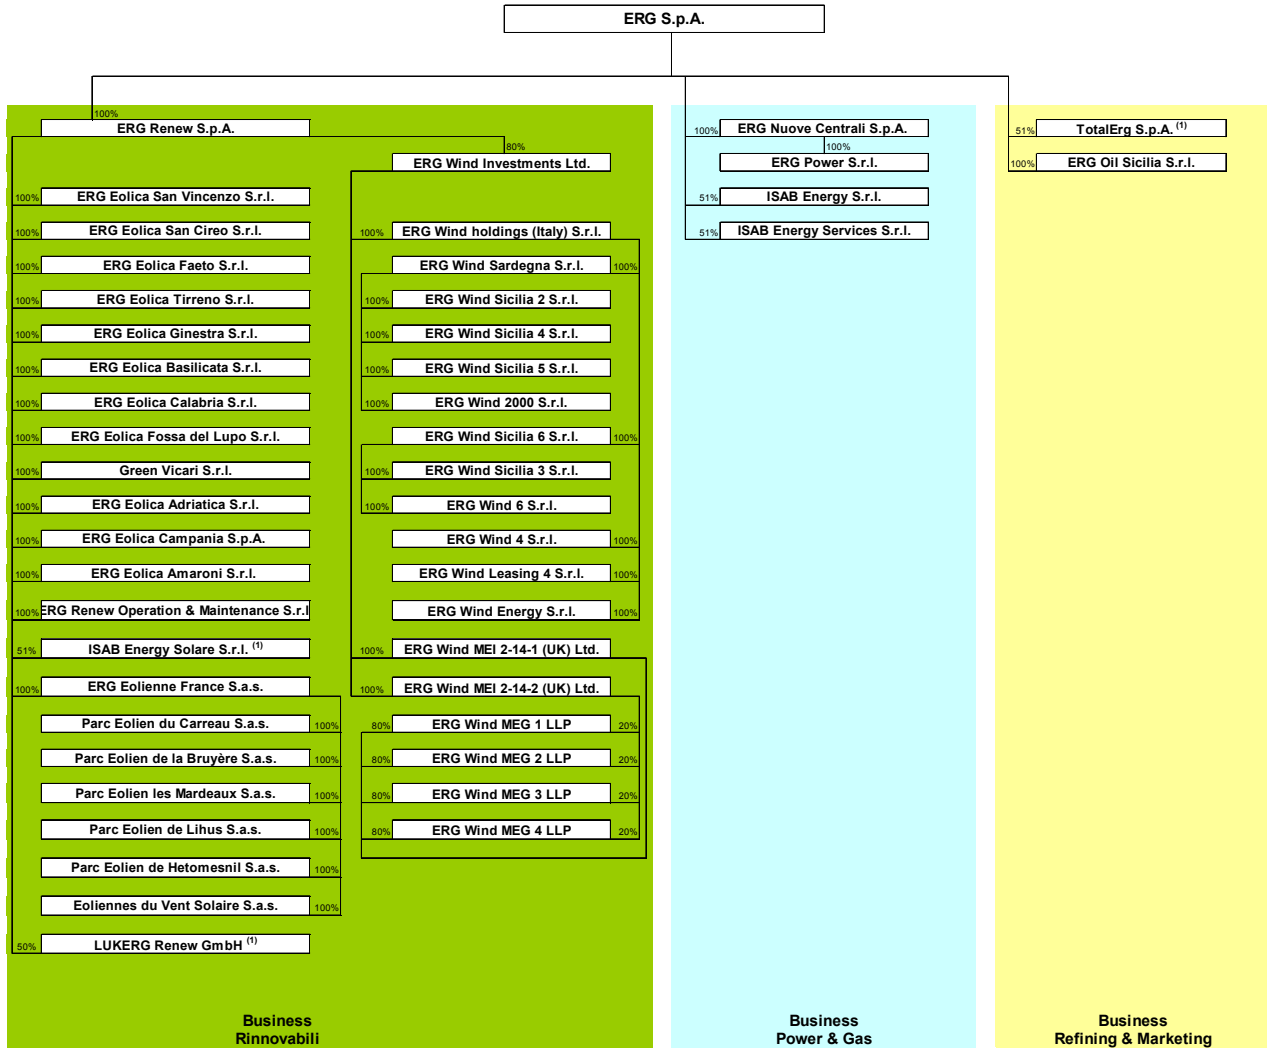 ERG S.p.A.
100%
ERG Renew S.p.A.
80%
ERG Wind Investments Ltd.
100%
ERG Eolica San Vincenzo S.r.l.
100%
ERG Eolica San Cireo S.r.l.
100%
ERG Eolica Faeto S.r.l.
100%
ERG Eolica Tirreno S.r.l.
100%
ERG Eolica Ginestra S.r.l.
100%
ERG Eolica Basilicata S.r.l.
100%
ERG Eolica Calabria S.r.l.
100%
ERG Eolica Fossa del Lupo S.r.l.
100%
Green Vicari S.r.l.
100%
ERG Eolica Adriatica S.r.l.
100%
ERG Eolica Campania S.p.A.
100%
ERG Eolica Amaroni S.r.l.
100%
ERG Renew Operation & Maintenance S.r.l
51%
ISAB Energy Solare S.r.l. (1)
100%
ERG Eolienne France S.a.s.
Parc Eolien du Carreau S.a.s.
100%
Parc Eolien de la Bruyère S.a.s.
100%
Parc Eolien les Mardeaux S.a.s.
100%
Parc Eolien de Lihus S.a.s.
100%
Parc Eolien de Hetomesnil S.a.s.
100%
Eoliennes du Vent Solaire S.a.s.
100%
50%
LUKERG Renew GmbH (1)
100%
ERG Wind holdings (Italy) S.r.l.
ERG Wind Sardegna S.r.l.
100%
100%
ERG Wind Sicilia 2 S.r.l.
100%
ERG Wind Sicilia 4 S.r.l.
100%
ERG Wind Sicilia 5 S.r.l.
100%
ERG Wind 2000 S.r.l.
ERG Wind Sicilia 6 S.r.l.
100%
100%
ERG Wind Sicilia 3 S.r.l.
100%
ERG Wind 6 S.r.l.
ERG Wind 4 S.r.l.
100%
ERG Wind Leasing 4 S.r.l.
100%
ERG Wind Energy S.r.l.
100%
100%
ERG Wind MEI 2-14-1 (UK) Ltd.
100%
ERG Wind MEI 2-14-2 (UK) Ltd.
80%
ERG Wind MEG 1 LLP
20%
80%
ERG Wind MEG 2 LLP
20%
80%
ERG Wind MEG 3 LLP
20%
80%
ERG Wind MEG 4 LLP
20%
Business
Rinnovabili
100%
ERG Nuove Centrali S.p.A.
100%
ERG Power S.r.l.
51%
ISAB Energy S.r.l.
51%
ISAB Energy Services S.r.l.
Business
Power & Gas
51%
TotalErg S.p.A. (1)
100%
ERG Oil Sicilia S.r.l.
Business
Refining & Marketing